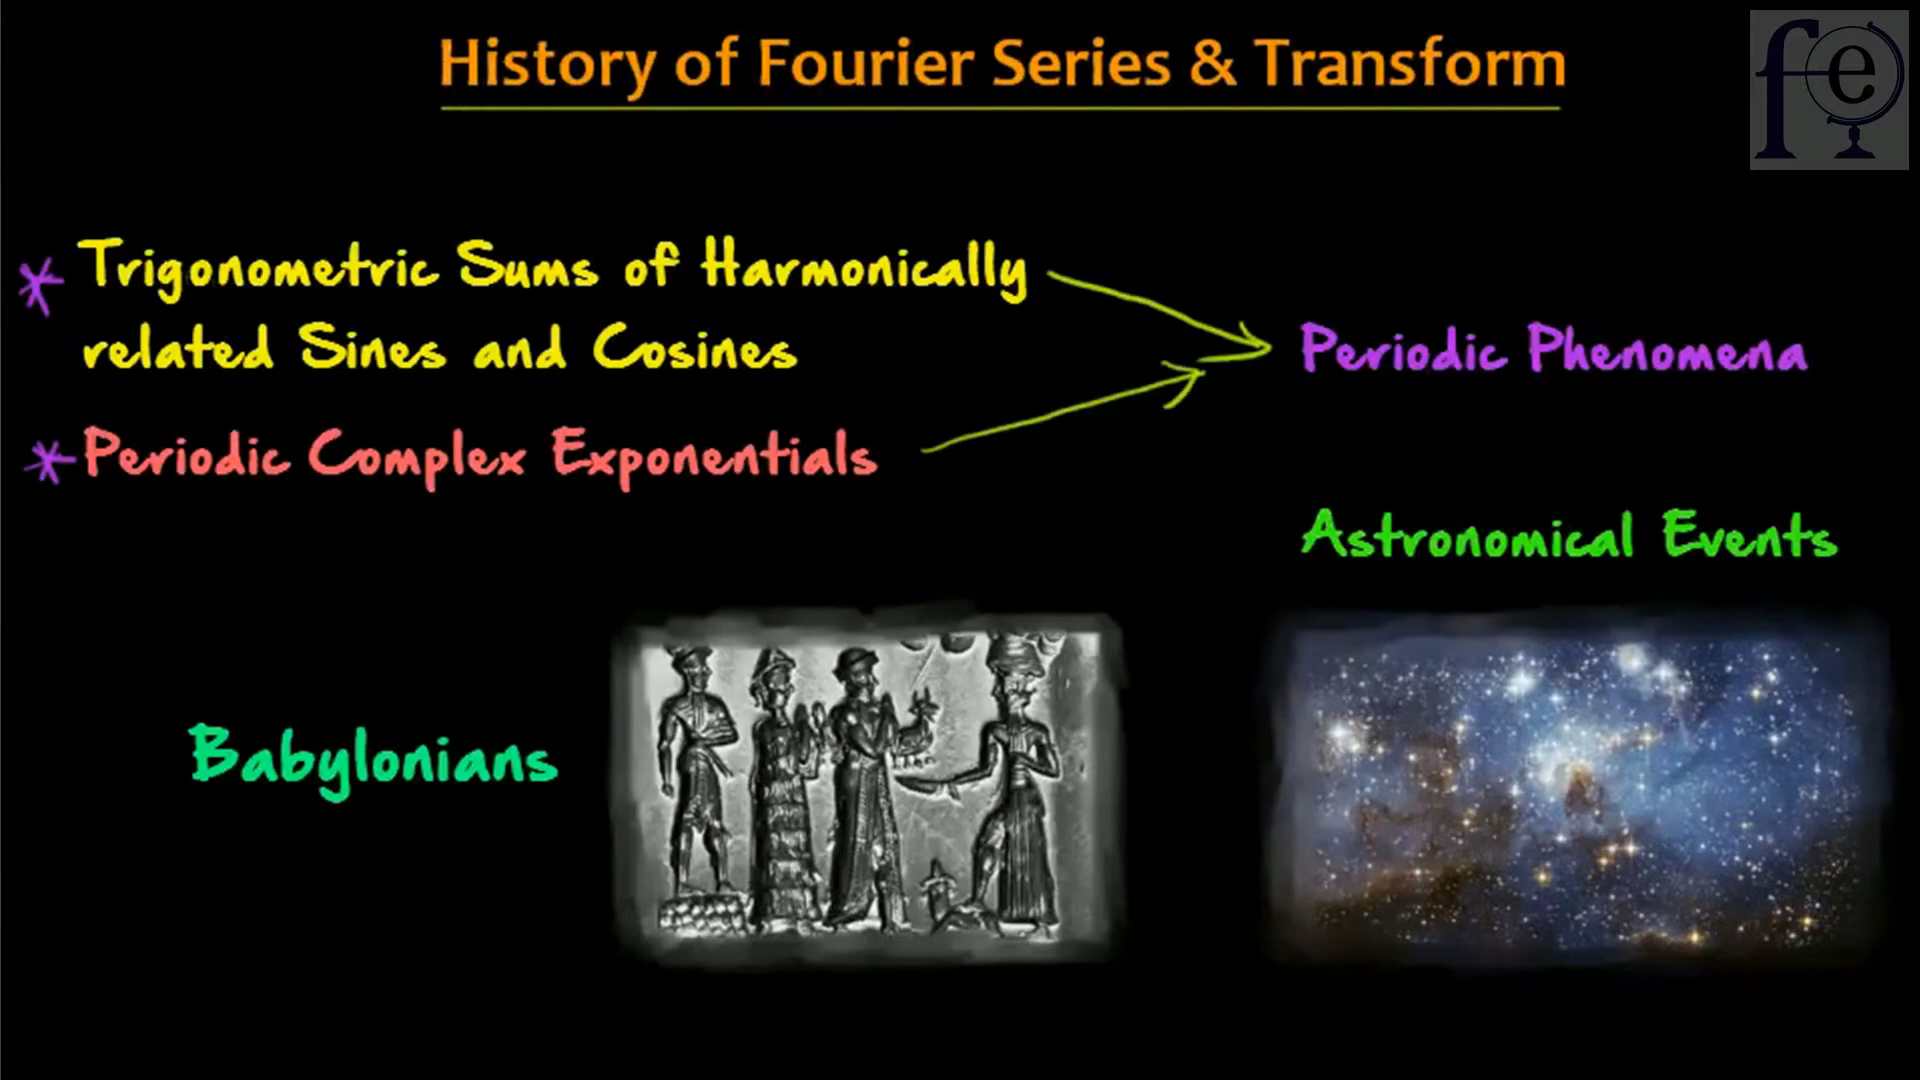 History of Fourier Series & Transform
fe
* Trigonometric Sums of Harmonically
related Sines and Cosines
* Periodic Complex Exponentials
Periodic Phenomena
Astronomical Events
Babylonians